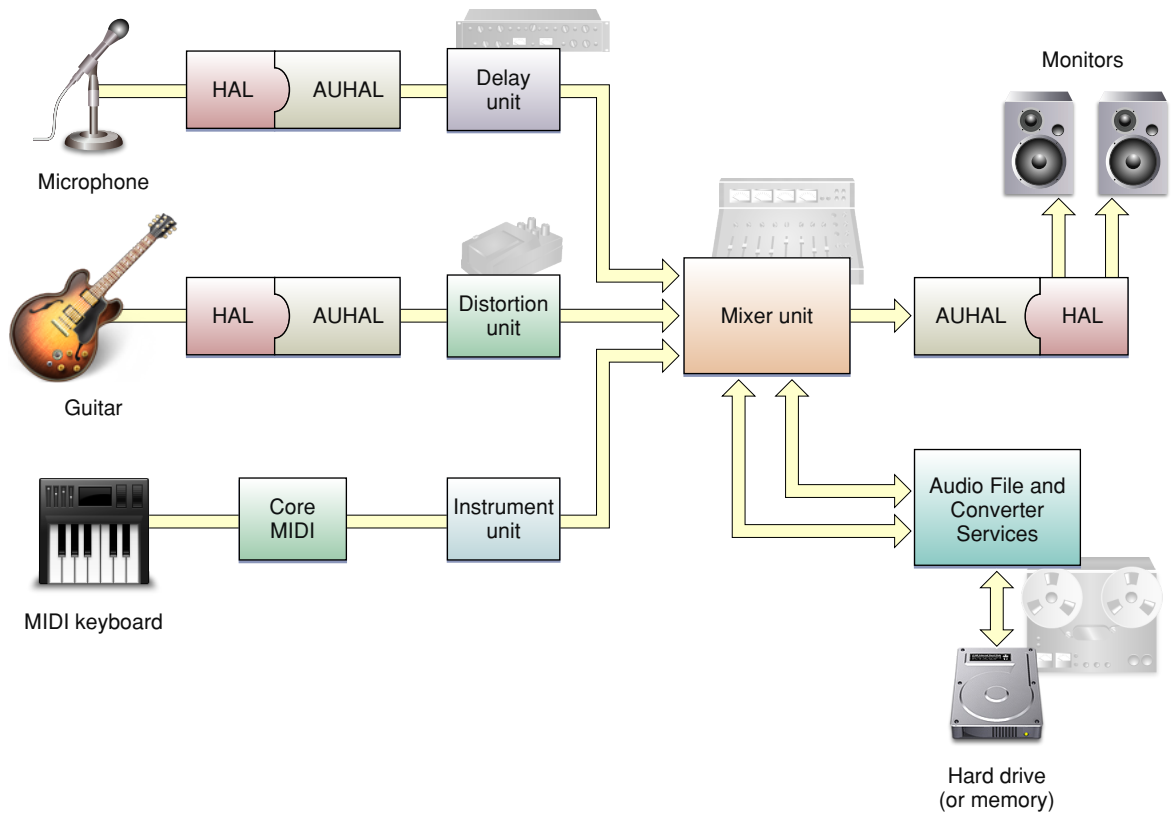 Monitors
HAL
AUHAL
Delay
unit
Microphone
HAL
AUHAL
Distortion
unit
Mixer unit
AUHAL
HAL
Guitar
Core
MIDI
Instrument
unit
Audio File and
Converter
Services
MIDI keyboard
Hard drive
(or memory)